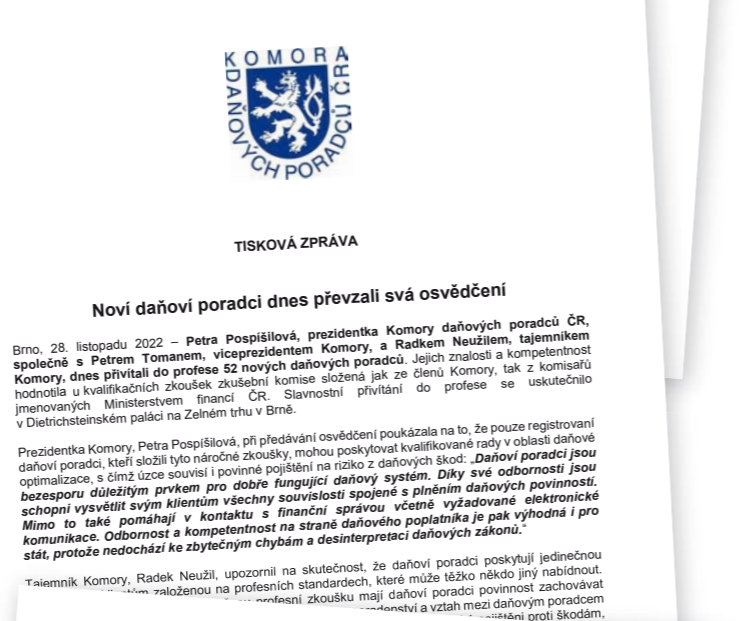 KOMORA
DAŇOVÝCH PORADCŮ ČR
TISKOVÁ ZPRÁVA
Noví daňoví poradci dnes převzali svá osvědčení
Brno, 28. listopadu 2022 – Petra Pospíšilová, prezidentka Komory daňových poradců ČR,
společně s Petrem Tomanem, viceprezidentem Komory, a Radkem Neužilem, tajemníkem
Komory, dnes přivítali do profese 52 nových daňových poradců. Jejich znalosti a kompetentnost
hodnotila u kvalifikačních zkoušek zkušební komise složená jak ze členů Komory, tak z komisařů
jmenovaných Ministerstvem financí ČR. Slavnostní přivítání do profese se uskutečnilo
v Dietrichsteinském paláci na Zelném trhu v Brně.
Prezidentka Komory, Petra Pospíšilová, při předávání osvědčení poukázala na to, že pouze registrovaní
daňoví poradci, kteří složili tyto náročné zkoušky, mohou poskytovat kvalifikované rady v oblasti daňové
optimalizace, s čímž úzce souvisí i povinné pojištění na riziko z daňových škod: „Daňoví poradci jsou
bezesporu důležitým prvkem pro dobře fungující daňový systém. Díky své odbornosti jsou
schopni vysvětlit svým klientům všechny souvislosti spojené s plněním daňových povinností.
Mimo to také pomáhají v kontaktu s finanční správou včetně vyžadované elektronické
komunikace. Odbornost a kompetentnost na straně daňového poplatníka je pak výhodná i pro
stát, protože nedochází ke zbytečným chybám a desinterpretaci daňových zákonů.“
Tajemník Komory, Radek Neužil, upozornil na skutečnost, že daňoví poradci poskytují jedinečnou
založenou na profesních standardech, které může těžko někdo jiný nabídnout.
profesní zkoušku mají daňoví poradci povinnost zachovávat
a vztah mezi daňovým poradcem
proti škodám,